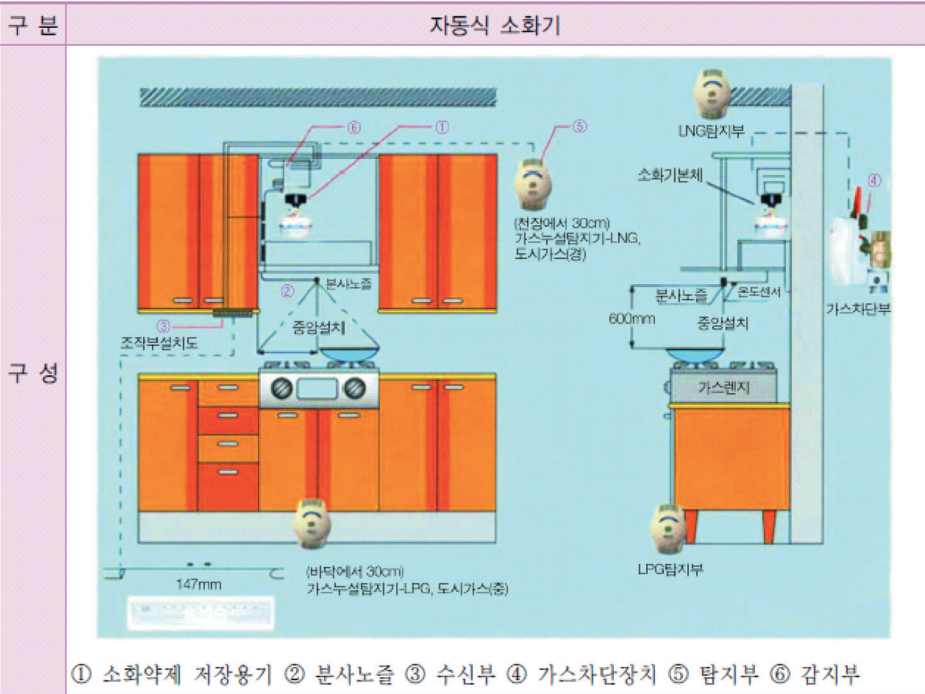 구 분
자동식 소화기
구 성
⑥
①
⑤
(천장에서 30cm)
가스누설탐지기-LNG,
도시가스(경)
②
분사노즐
③
조작부설치도
중앙설치
147mm
(바닥에서 30cm)
가스누설탐지기-LPG, 도시가스(중)
LNG탐지부
소화기본체
④
가스차단부
분사노즐
온도센서
600mm
중앙설치
가스렌지
LPG탐지부
① 소화약제 저장용기 ② 분사노즐 ③ 수신부 ④ 가스차단장치 ⑤ 탐지부 ⑥ 감지부